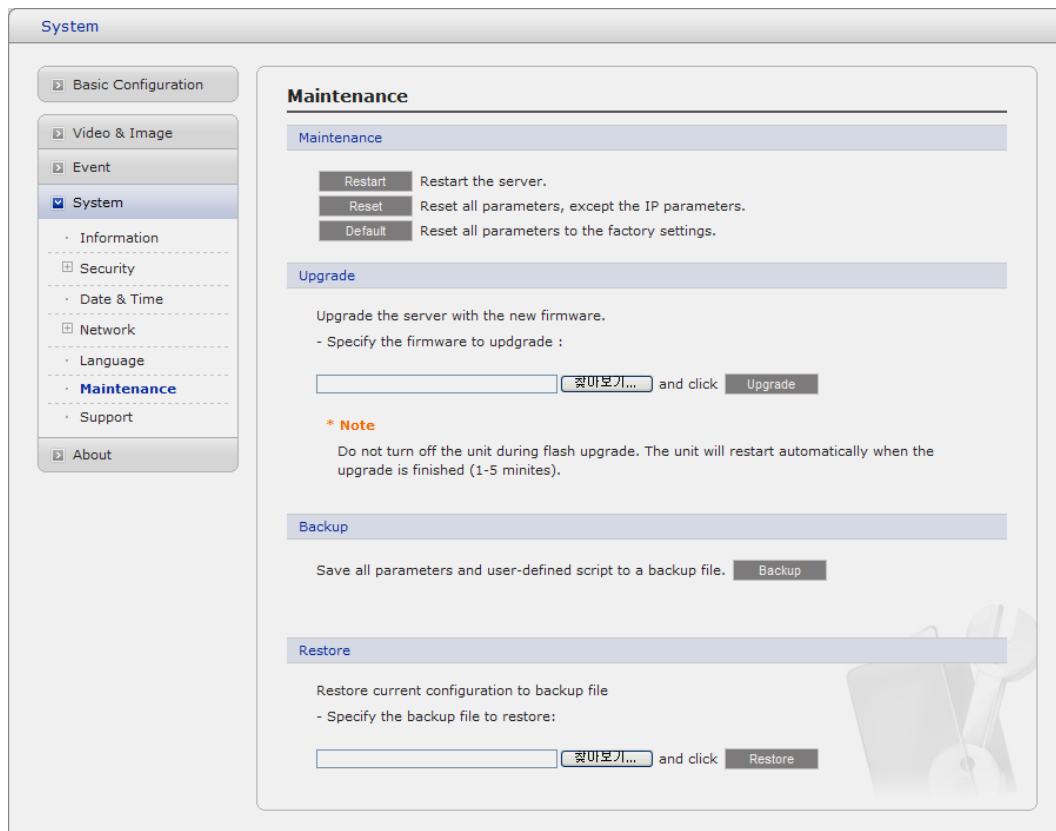 System
Basic Configuration
Video & Image
Event
System
Information
Security
Date & Time
Network
Language
Maintenance
Support
About
Maintenance
Maintenance
Restart Restart the server.
Reset Reset all parameters, except the IP parameters.
Default Reset all parameters to the factory settings.
Upgrade
Upgrade the server with the new firmware.
- Specify the firmware to updgrade :
찾아보기... and click Upgrade
* Note
Do not turn off the unit during flash upgrade. The unit will restart automatically when the
upgrade is finished (1-5 minites).
Backup
Save all parameters and user-defined script to a backup file. Backup
Restore
Restore current configuration to backup file
- Specify the backup file to restore:
찾아보기... and click Restore